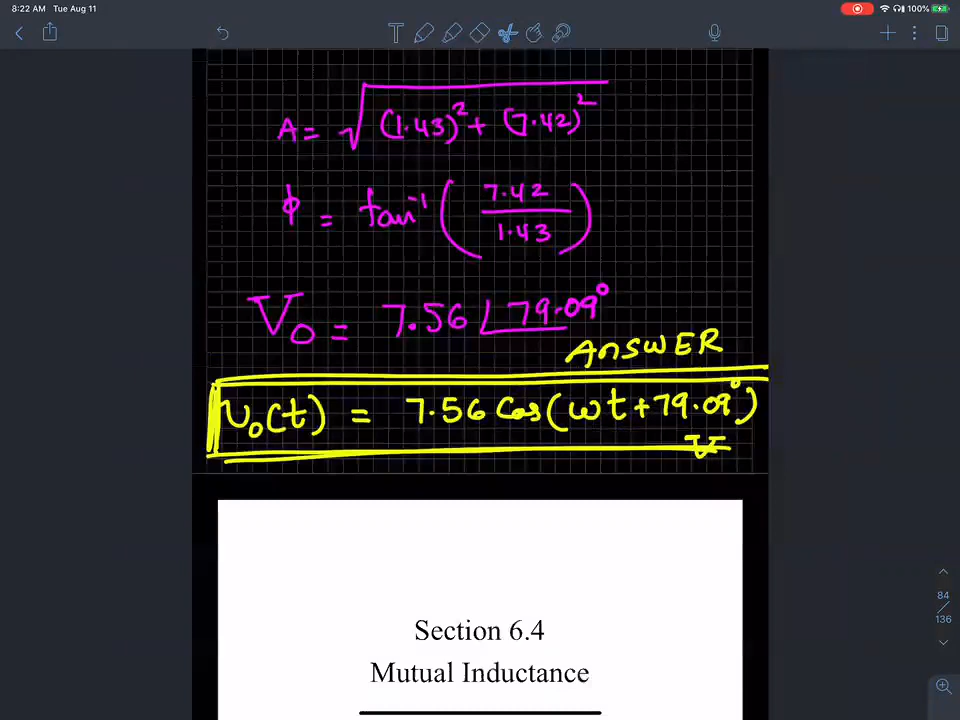 8:22 AM Tue Aug 11
100%
A = √(1.43)² + (7.42)²
ϕ = tan⁻¹ (7.42 / 1.43)
V₀ = 7.56 ∠79.09°
ANSWER
v₀(t) = 7.56 Cos(ωt+79.09°)
V
84
136
Section 6.4
Mutual Inductance